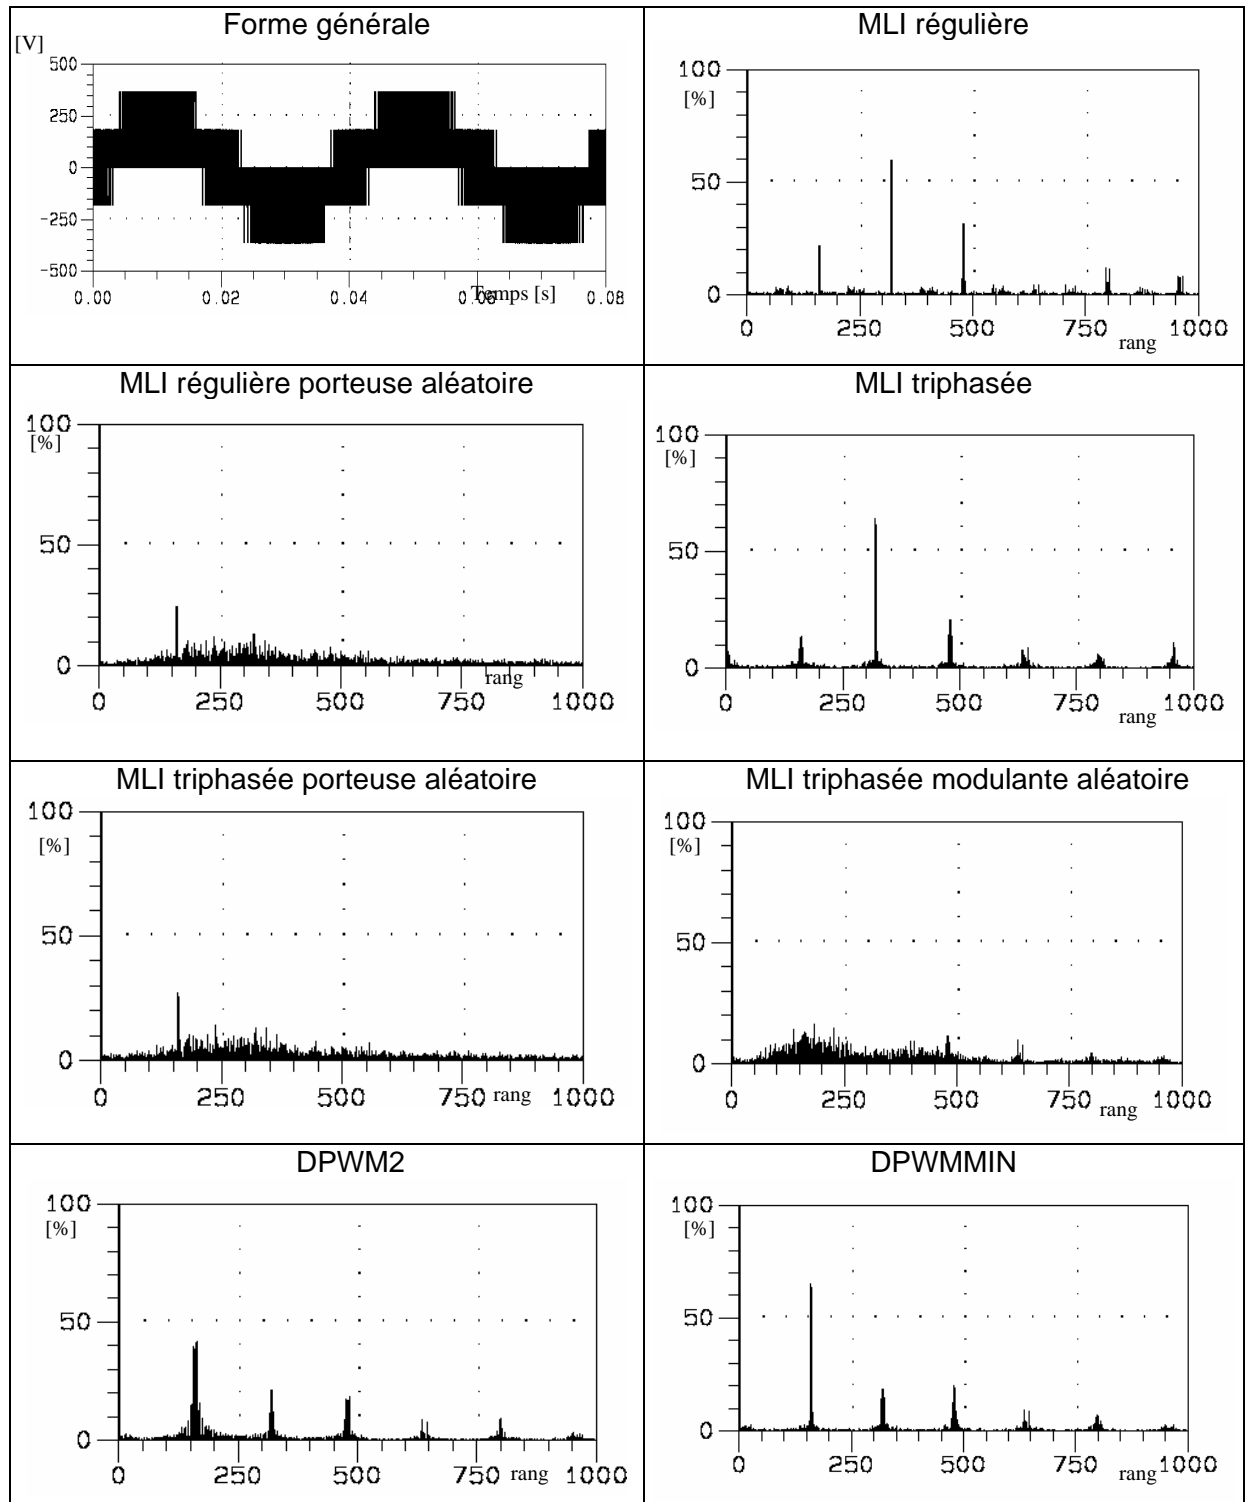 Forme générale
[V]
500
250
0
-250
-500
0.00 0.02 0.04 0.06 0.08
Temps [s]
MLI régulière
100
[%]
50
0
0 250 500 750 1000
rang
MLI régulière porteuse aléatoire
100
[%]
50
0
0 250 500 750 1000
rang
MLI triphasée
100
[%]
50
0
0 250 500 750 1000
rang
MLI triphasée porteuse aléatoire
100
[%]
50
0
0 250 500 750 rang 1000
MLI triphasée modulante aléatoire
100
[%]
50
0
0 250 500 750 1000
rang
DPWM2
100
[%]
50
0
0 250 500 750 rang 1000
DPWMMIN
100
[%]
50
0
0 250 500 750 rang 1000